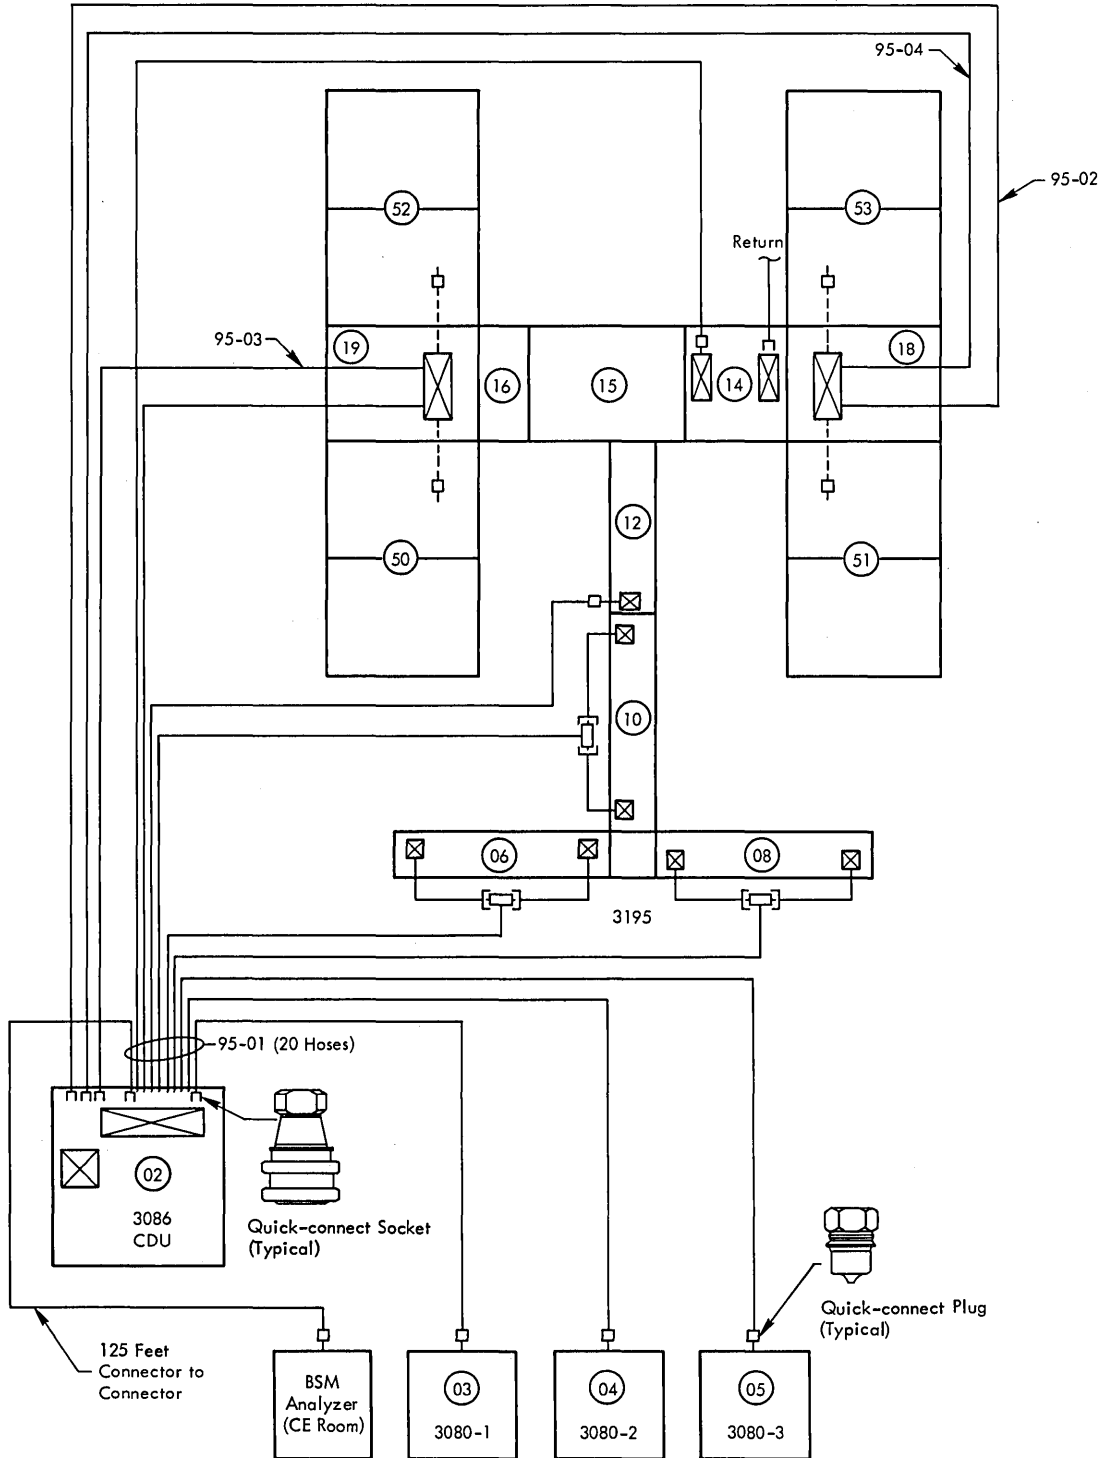 95-04
95-02
52
53
Return
95-03
19
18
16
15
14
12
50
51
10
06
08
3195
95-01 (20 Hoses)
02
3086
CDU
Quick-connect Socket
(Typical)
Quick-connect Plug
(Typical)
125 Feet
Connector to
Connector
BSM
Analyzer
(CE Room)
03
3080-1
04
3080-2
05
3080-3